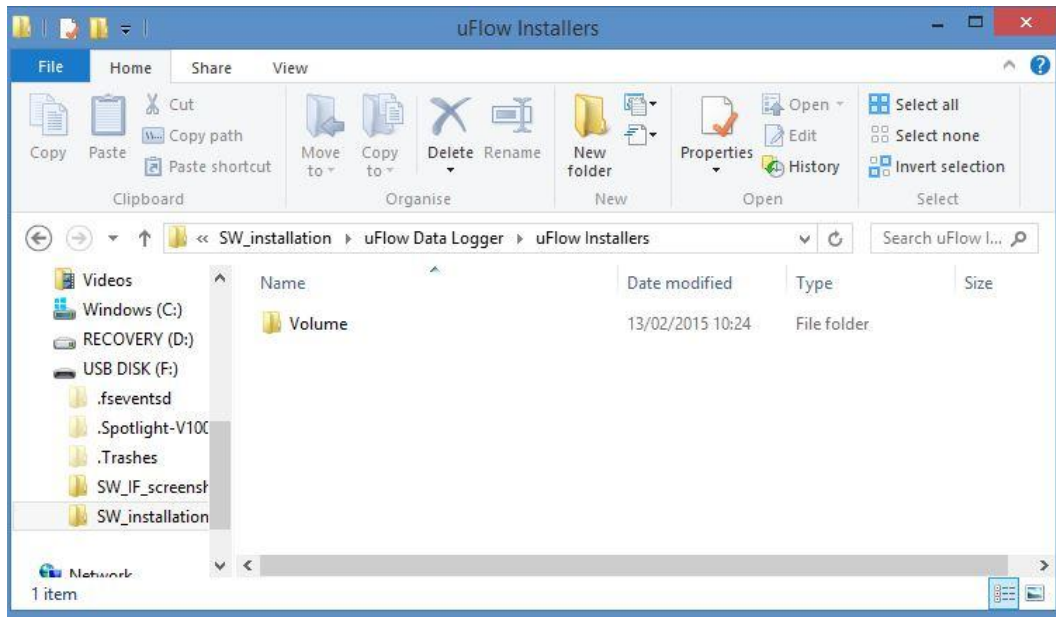 uFlow Installers
File Home Share View
Copy Paste Cut
Copy path
Paste shortcut
Clipboard
Move to Copy to Delete Rename
Organise
New folder
New
Properties Open Edit History
Open
Select all
Select none
Invert selection
Select
« SW_installation uFlow Data Logger uFlow Installers
Search uFlow I...
Videos
Windows (C:)
RECOVERY (D:)
USB DISK (F:)
.fseventsd
.Spotlight-V100
.Trashes
SW_IF_screensh
SW_installation
Network
Name Date modified Type Size
Volume 13/02/2015 10:24 File folder
1 item